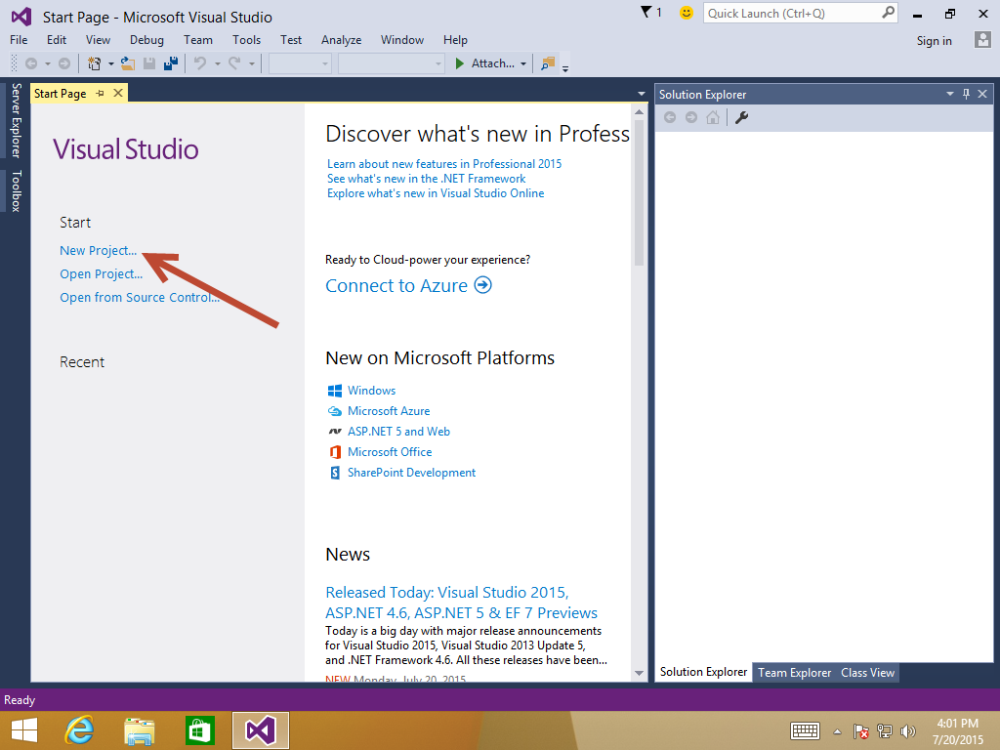 Start Page - Microsoft Visual Studio
1
Quick Launch (Ctrl+Q)
File Edit View Debug Team Tools Test Analyze Window Help
Sign in
Attach...
Server Explorer
Toolbox
Start Page
Visual Studio
Start
New Project...
Open Project...
Open from Source Control...
Recent
Discover what's new in Profess
Learn about new features in Professional 2015
See what's new in the .NET Framework
Explore what's new in Visual Studio Online
Ready to Cloud-power your experience?
Connect to Azure
New on Microsoft Platforms
Windows
Microsoft Azure
ASP.NET 5 and Web
Microsoft Office
SharePoint Development
News
Released Today: Visual Studio 2015,
ASP.NET 4.6, ASP.NET 5 & EF 7 Previews
Today is a big day with major release announcements
for Visual Studio 2015, Visual Studio 2013 Update 5,
and .NET Framework 4.6. All these releases have been...
NEW Monday, July 20, 2015
Solution Explorer
Solution Explorer Team Explorer Class View
Ready
4:01 PM
7/20/2015